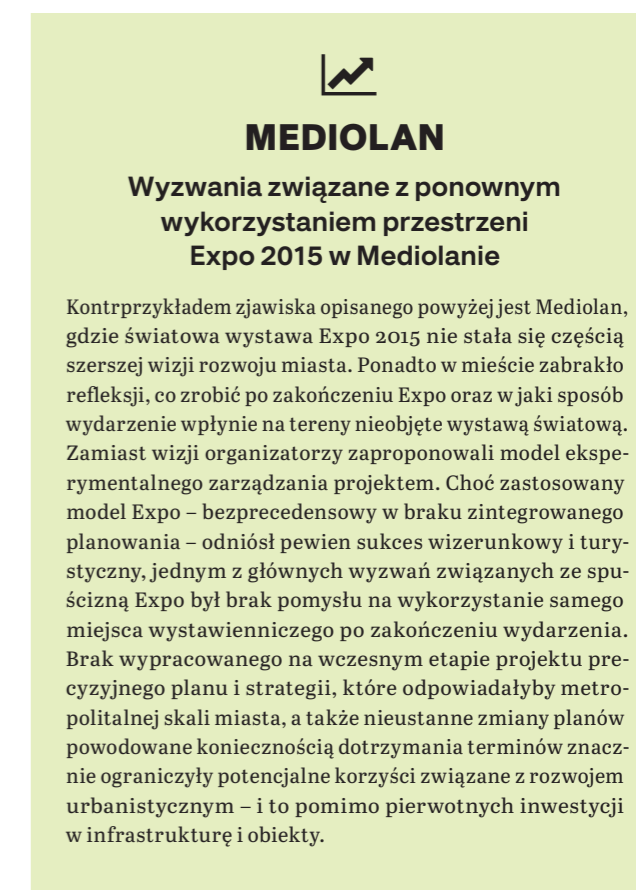 MEDIOLAN
Wyzwania związane z ponownym
wykorzystaniem przestrzeni
Expo 2015 w Mediolanie
Kontrprzykładem zjawiska opisanego powyżej jest Mediolan,
gdzie światowa wystawa Expo 2015 nie stała się częścią
szerszej wizji rozwoju miasta. Ponadto w mieście zabrakło
refleksji, co zrobić po zakończeniu Expo oraz w jaki sposób
wydarzenie wpłynie na tereny nieobjęte wystawą światową.
Zamiast wizji organizatorzy zaproponowali model ekspe-
rymentalnego zarządzania projektem. Choć zastosowany
model Expo – bezprecedensowy w braku zintegrowanego
planowania – odniósł pewien sukces wizerunkowy i tury-
styczny, jednym z głównych wyzwań związanych ze spu-
ścizną Expo był brak pomysłu na wykorzystanie samego
miejsca wystawienniczego po zakończeniu wydarzenia.
Brak wypracowanego na wczesnym etapie projektu pre-
cyzyjnego planu i strategii, które odpowiadałyby metro-
politalnej skali miasta, a także nieustanne zmiany planów
powodowane koniecznością dotrzymania terminów znacz-
nie ograniczyły potencjalne korzyści związane z rozwojem
urbanistycznym – i to pomimo pierwotnych inwestycji
w infrastrukturę i obiekty.